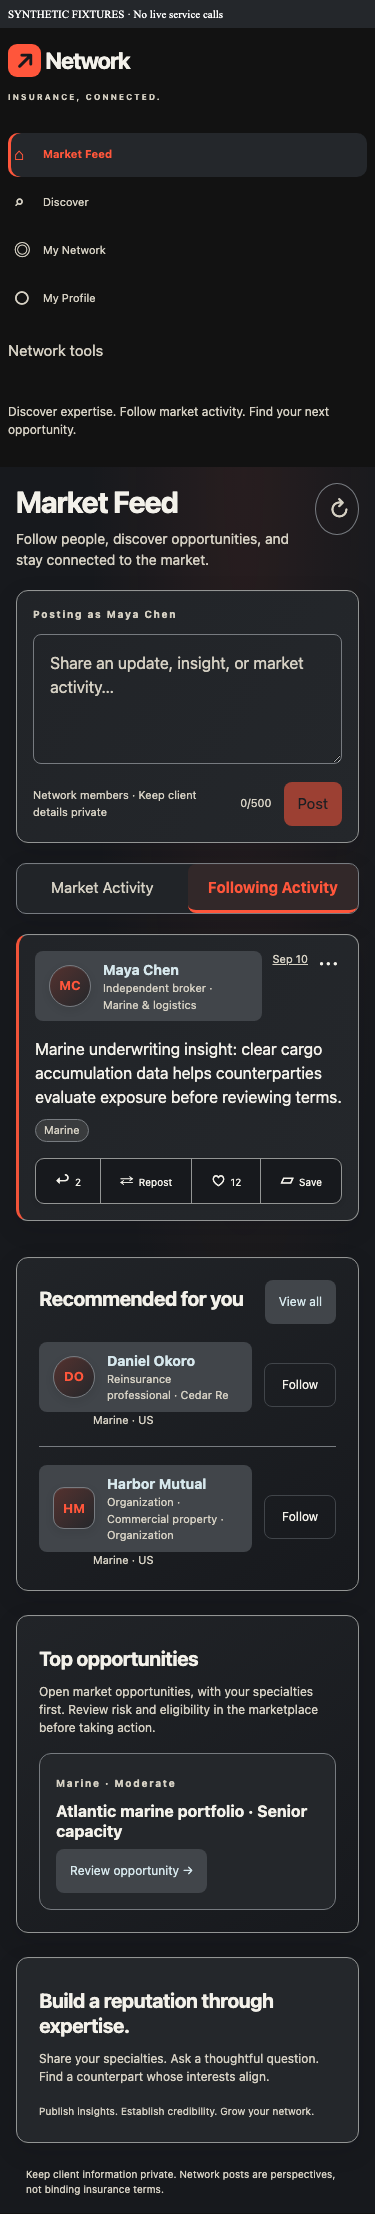 SYNTHETIC FIXTURES · No live service calls
Network
INSURANCE, CONNECTED.
Market Feed
Discover
My Network
My Profile
Network tools
Discover expertise. Follow market activity. Find your next
opportunity.
Market Feed
Follow people, discover opportunities, and
stay connected to the market.
Posting as Maya Chen
Share an update, insight, or market
activity...
Network members · Keep client
details private
0/500
Post
Market Activity
Following Activity
MC
Maya Chen
Independent broker ·
Marine & logistics
Sep 10
Marine underwriting insight: clear cargo
accumulation data helps counterparties
evaluate exposure before reviewing terms.
Marine
2
Repost
12
Save
Recommended for you
View all
DO
Daniel Okoro
Reinsurance
professional · Cedar Re
Marine · US
Follow
HM
Harbor Mutual
Organization ·
Commercial property ·
Organization
Marine · US
Follow
Top opportunities
Open market opportunities, with your specialties
first. Review risk and eligibility in the marketplace
before taking action.
Marine · Moderate
Atlantic marine portfolio · Senior
capacity
Review opportunity →
Build a reputation through
expertise.
Share your specialties. Ask a thoughtful question.
Find a counterpart whose interests align.
Publish insights. Establish credibility. Grow your network.
Keep client information private. Network posts are perspectives,
not binding insurance terms.